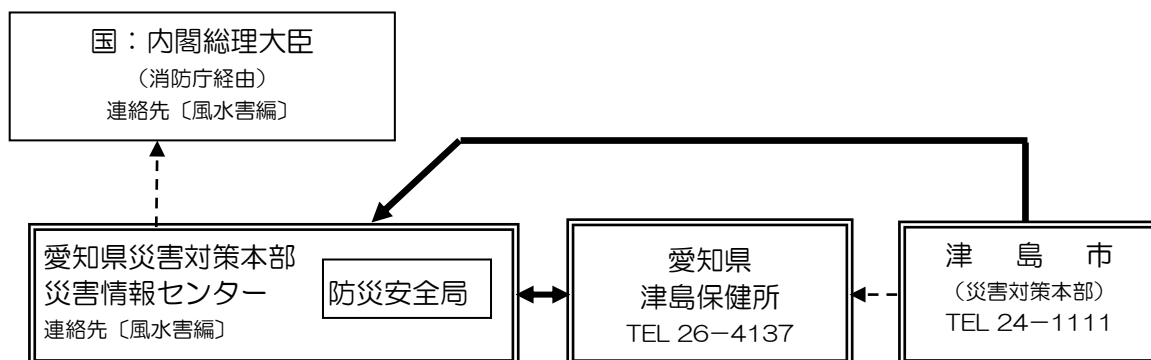 国：内閣総理大臣
（消防庁経由）
連絡先〔風水害編〕
愛知県災害対策本部
災害情報センター
連絡先〔風水害編〕
防災安全局
愛知県
津島保健所
TEL 26－4137
津　島　市
（災害対策本部）
TEL 24－1111